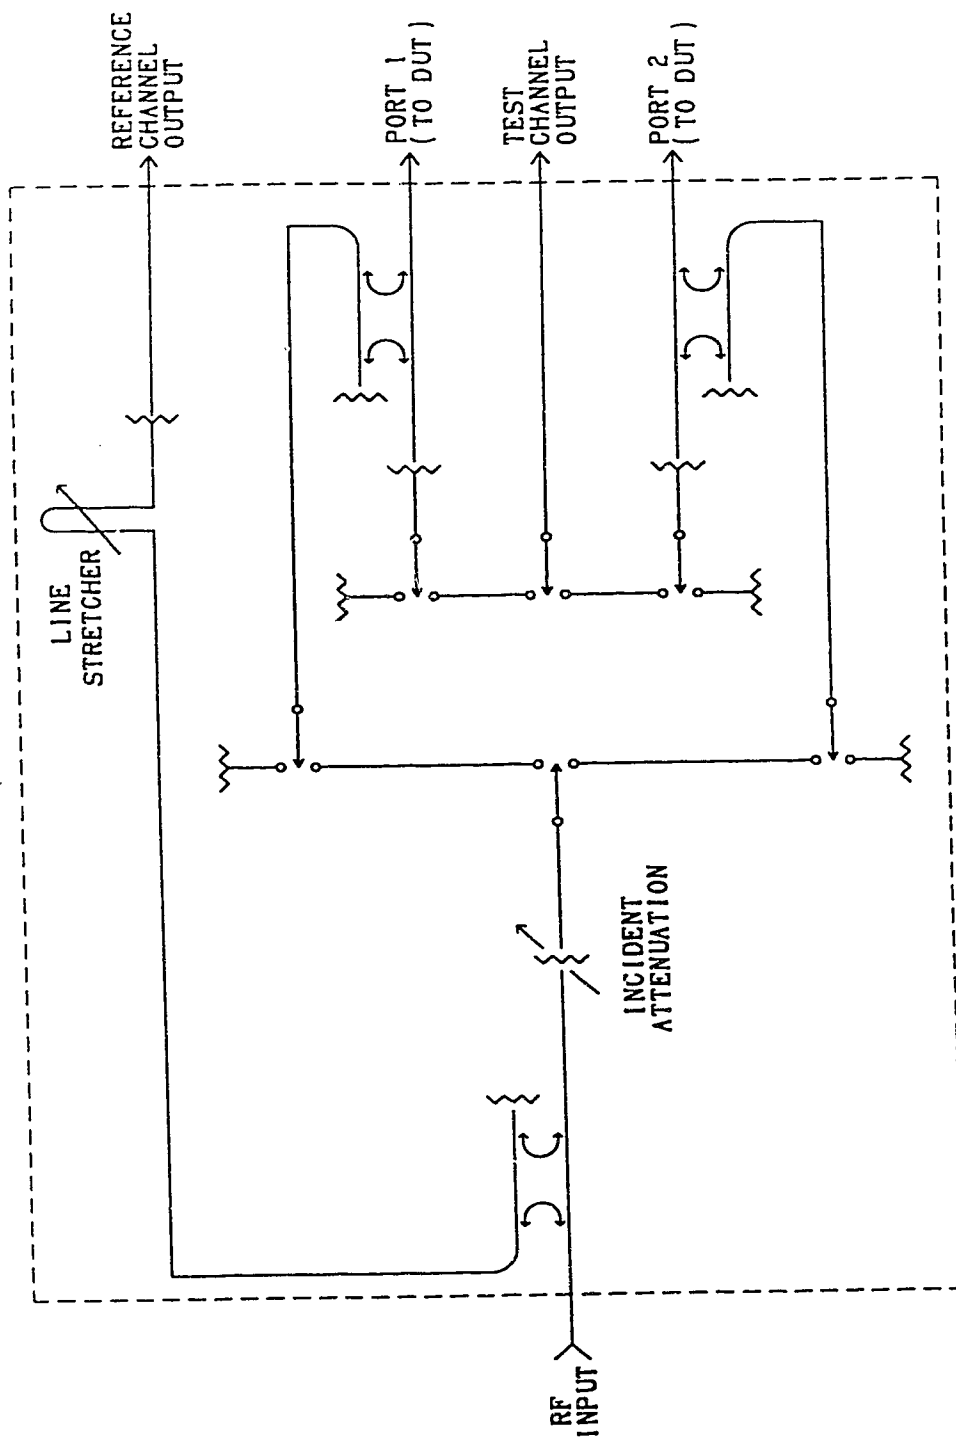 REFERENCE
CHANNEL
OUTPUT
PORT 1
(TO DUT)
TEST
CHANNEL
OUTPUT
PORT 2
(TO DUT)
LINE
STRETCHER
INCIDENT
ATTENUATION
RF
INPUT